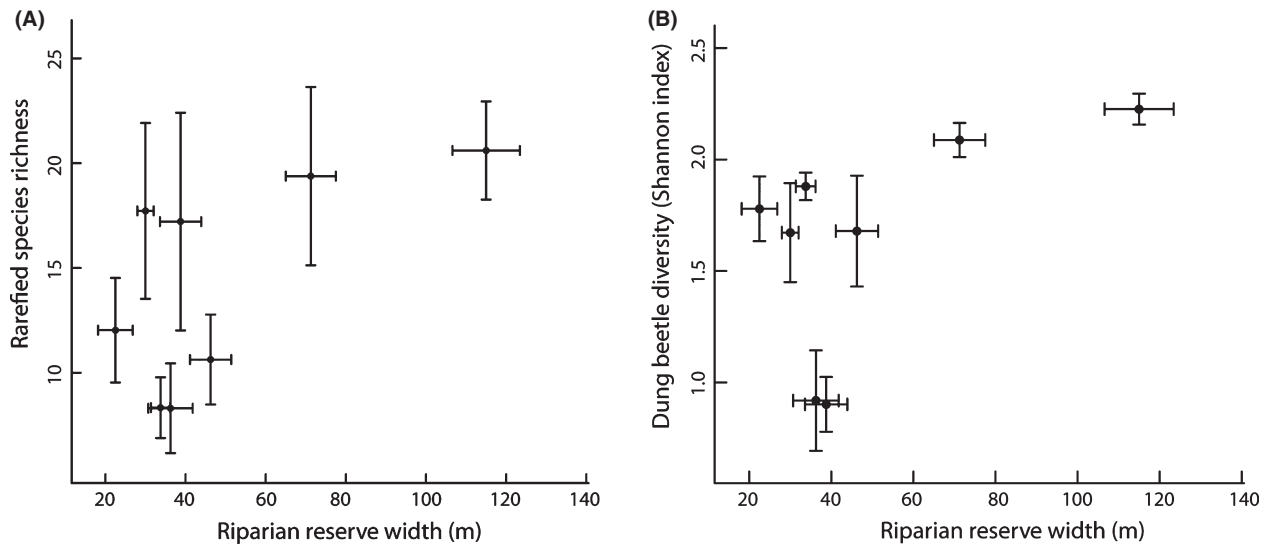 (A)
Rarefied species richness
25
20
15
10
20 40 60 80 100 120 140
Riparian reserve width (m)
(B)
Dung beetle diversity (Shannon index)
2.5
2.0
1.5
1.0
20 40 60 80 100 120 140
Riparian reserve width (m)